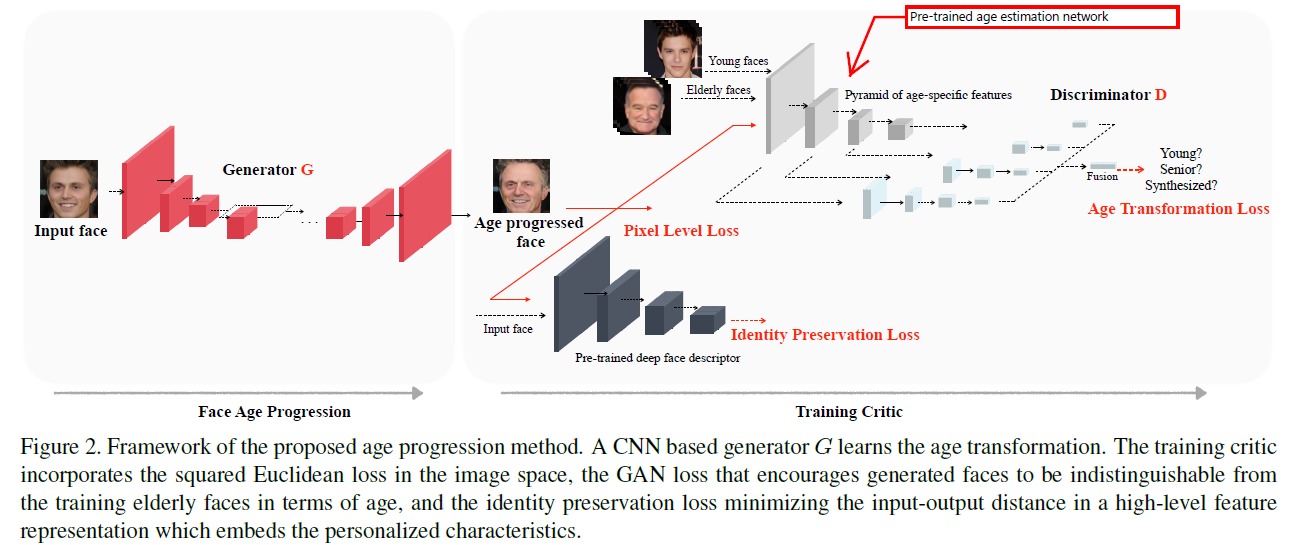 Pre-trained age estimation network
Young faces
Elderly faces
Pyramid of age-specific features
Discriminator D
Generator G
Young?
Senior?
Synthesized?
Fusion
Age Transformation Loss
Input face
Age progressed
face
Pixel Level Loss
Input face
Identity Preservation Loss
Pre-trained deep face descriptor
...
Face Age Progression
Training Critic
Figure 2. Framework of the proposed age progression method. A CNN based generator G learns the age transformation. The training critic
incorporates the squared Euclidean loss in the image space, the GAN loss that encourages generated faces to be indistinguishable from
the training elderly faces in terms of age, and the identity preservation loss minimizing the input-output distance in a high-level feature
representation which embeds the personalized characteristics.